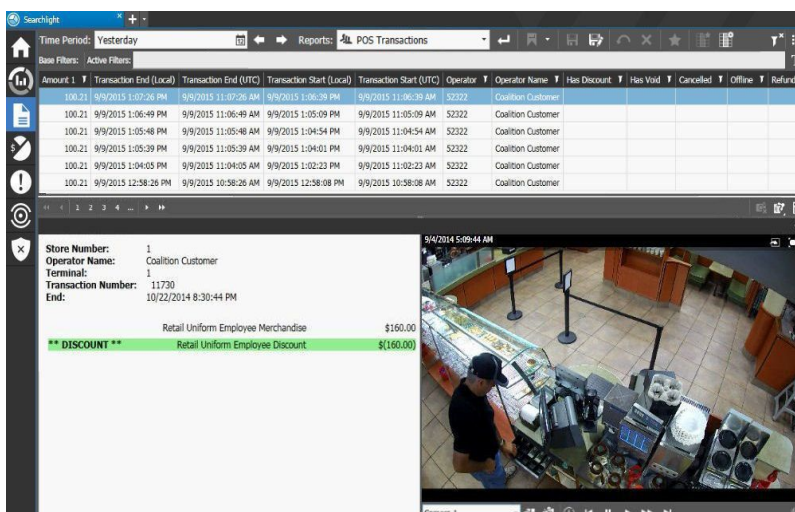 Searchlight
Time Period: Yesterday Reports: POS Transactions
Base Filters: Active Filters:
Amount 1 Transaction End (Local) Transaction End (UTC) Transaction Start (Local) Transaction Start (UTC) Operator Operator Name Has Discount Has Void Cancelled Offline Refund
100.21 9/9/2015 1:07:26 PM 9/9/2015 11:07:26 AM 9/9/2015 1:06:39 PM 9/9/2015 11:06:39 AM 52322 Coalition Customer
100.21 9/9/2015 1:06:49 PM 9/9/2015 11:06:49 AM 9/9/2015 1:05:09 PM 9/9/2015 11:05:09 AM 52322 Coalition Customer
100.21 9/9/2015 1:05:48 PM 9/9/2015 11:05:48 AM 9/9/2015 1:04:54 PM 9/9/2015 11:04:54 AM 52322 Coalition Customer
100.21 9/9/2015 1:05:39 PM 9/9/2015 11:05:39 AM 9/9/2015 1:04:01 PM 9/9/2015 11:04:01 AM 52322 Coalition Customer
100.21 9/9/2015 1:04:05 PM 9/9/2015 11:04:05 AM 9/9/2015 1:02:23 PM 9/9/2015 11:02:23 AM 52322 Coalition Customer
100.21 9/9/2015 12:58:26 PM 9/9/2015 10:58:26 AM 9/9/2015 12:58:08 PM 9/9/2015 10:58:08 AM 52322 Coalition Customer
1 2 3 4 ...
9/4/2014 5:09:44 AM
Store Number: 1
Operator Name: Coalition Customer
Terminal: 1
Transaction Number: 11730
End: 10/22/2014 8:30:44 PM
Retail Uniform Employee Merchandise $160.00
** DISCOUNT ** Retail Uniform Employee Discount $(160.00)